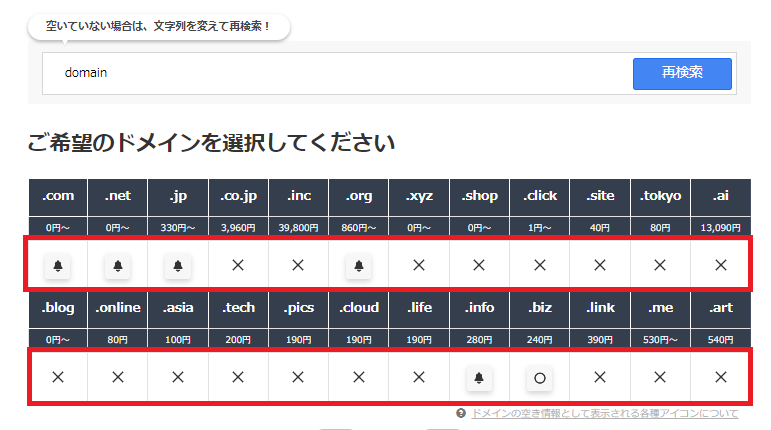 空いていない場合は、文字列を変えて再検索！
domain 再検索
ご希望のドメインを選択してください
.com .net .jp .co.jp .inc .org .xyz .shop .click .site .tokyo .ai
0円～ 0円～ 330円～ 3,960円 39,800円 860円～ 0円～ 0円～ 1円～ 40円 80円 13,090円
.blog .online .asia .tech .pics .cloud .life .info .biz .link .me .art
0円～ 80円 100円 200円 190円 190円 190円 280円 240円 390円 530円～ 540円
ドメインの空き情報として表示される各種アイコンについて